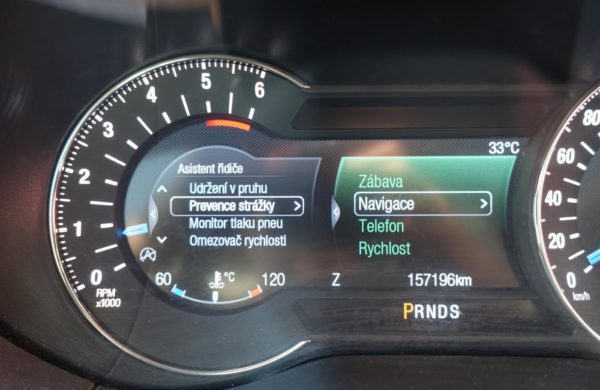 0 1 2 3 4 5 6
RPM
x1000
Asistent řidiče
Udržení v pruhu
Prevence strážky >
Monitor tlaku pneu
Omezovač rychlosti
60 °C 120
33°C
Zábava
Navigace >
Telefon
Rychlost
Z 157196km
PRNDS
80
60
40
20
0
km/h